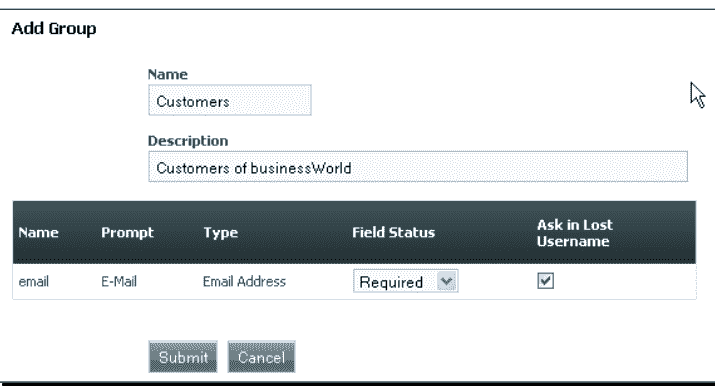 Add Group
Name
Customers
Description
Customers of businessWorld
Name Prompt Type Field Status Ask in Lost Username
email E-Mail Email Address Required
Submit Cancel